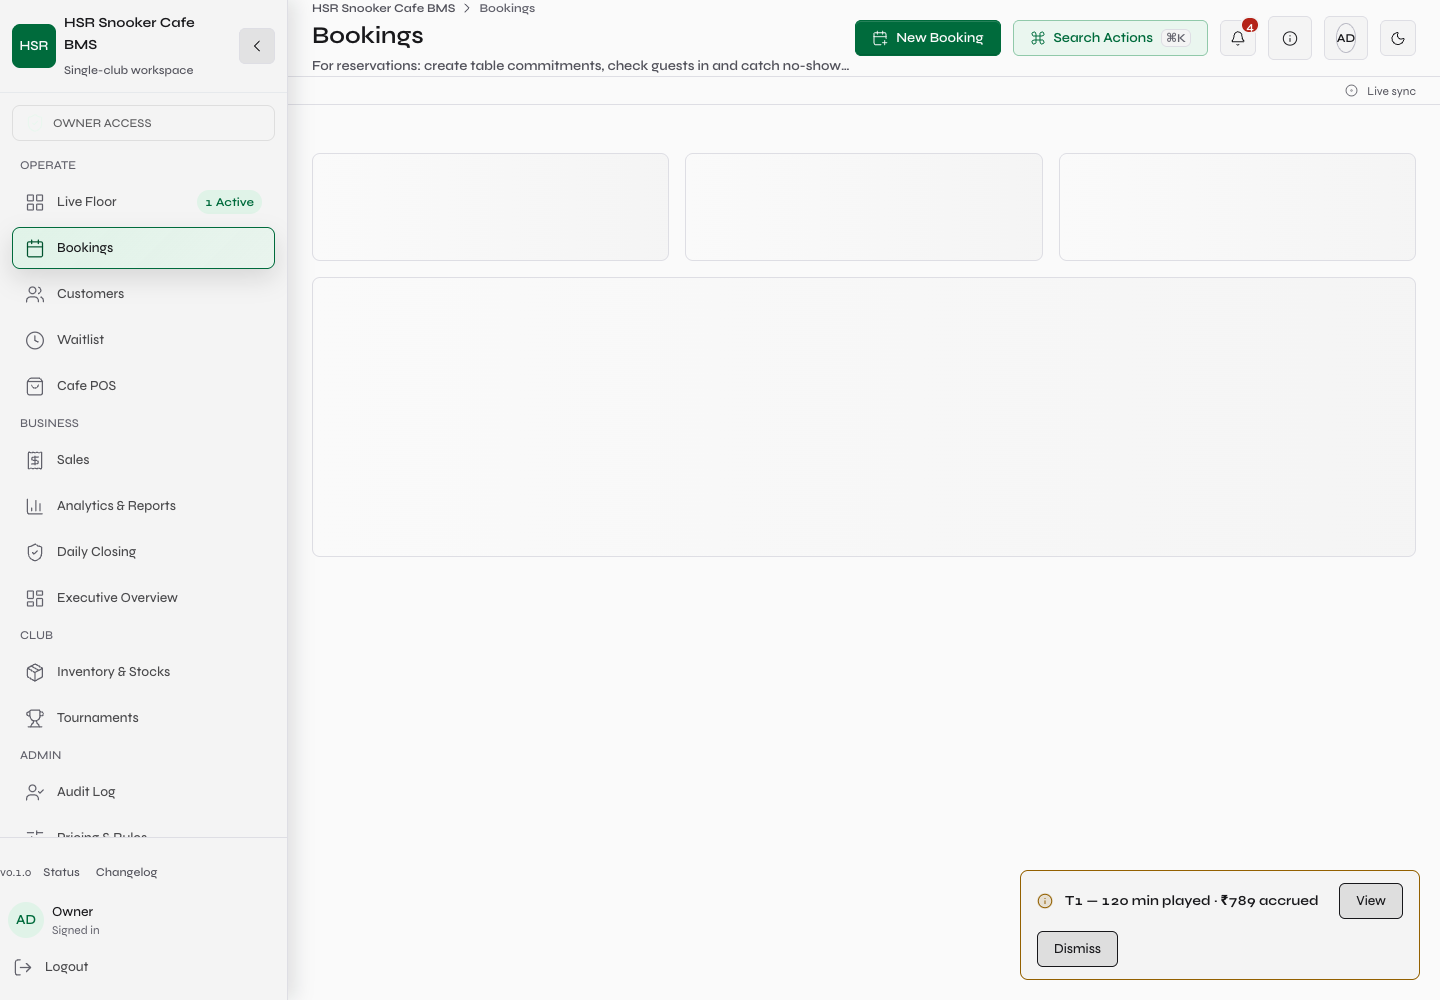 HSR
HSR Snooker Cafe
BMS
Single-club workspace
OWNER ACCESS
OPERATE
Live Floor
1 Active
Bookings
Customers
Waitlist
Cafe POS
BUSINESS
Sales
Analytics & Reports
Daily Closing
Executive Overview
CLUB
Inventory & Stocks
Tournaments
ADMIN
Audit Log
Pricing & Rules
v0.1.0 Status Changelog
AD
Owner
Signed in
Logout
HSR Snooker Cafe BMS > Bookings
Bookings
For reservations: create table commitments, check guests in and catch no-show…
New Booking
Search Actions ⌘K
4
AD
Live sync
T1 — 120 min played · ₹789 accrued
View
Dismiss